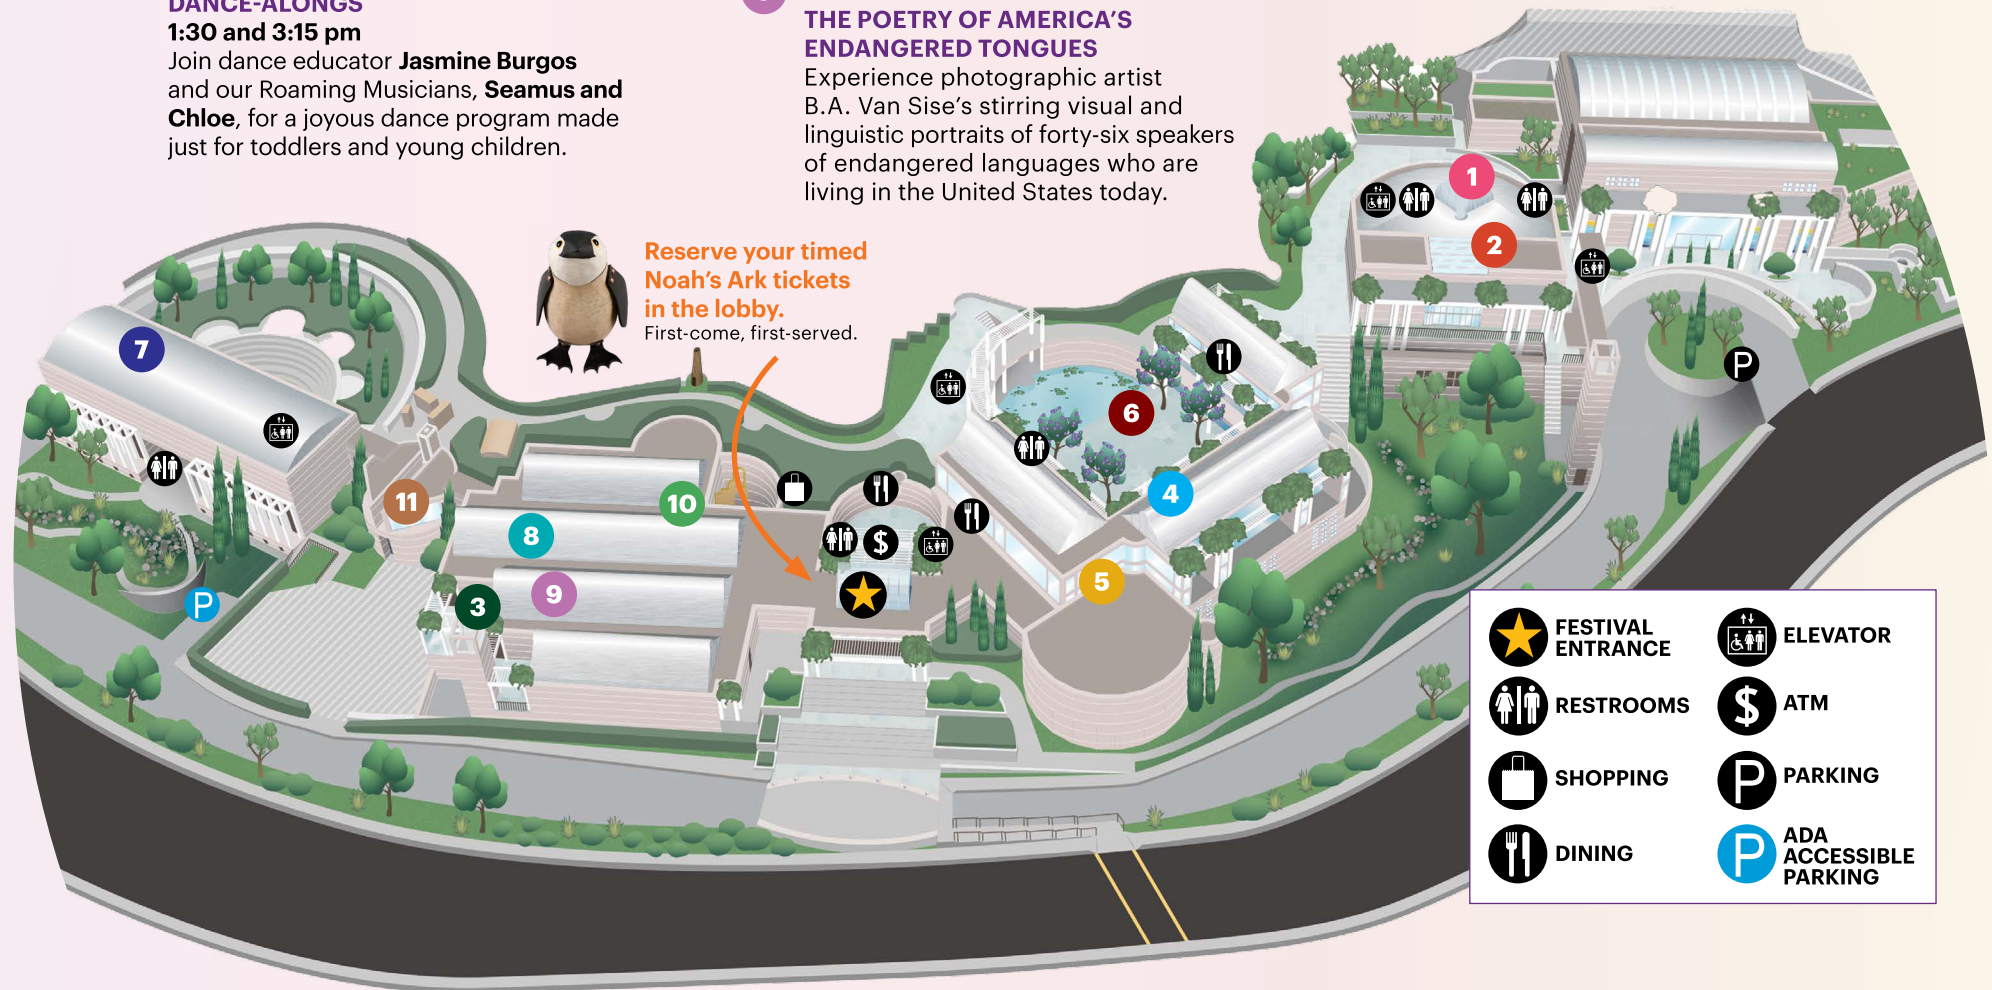 DANCE-ALONGS
1:30 and 3:15 pm
Join dance educator Jasmine Burgos
and our Roaming Musicians, Seamus and
Chloe, for a joyous dance program made
just for toddlers and young children.
THE POETRY OF AMERICA’S
ENDANGERED TONGUES
Experience photographic artist
B.A. Van Sise’s stirring visual and
linguistic portraits of forty-six speakers
of endangered languages who are
living in the United States today.
Reserve your timed
Noah’s Ark tickets
in the lobby.
First-come, first-served.
1
2
7
P
6
4
11
10
8
5
9
3
P
$
FESTIVAL
ENTRANCE
RESTROOMS
SHOPPING
DINING
ELEVATOR
$ ATM
P PARKING
P ADA
ACCESSIBLE
PARKING